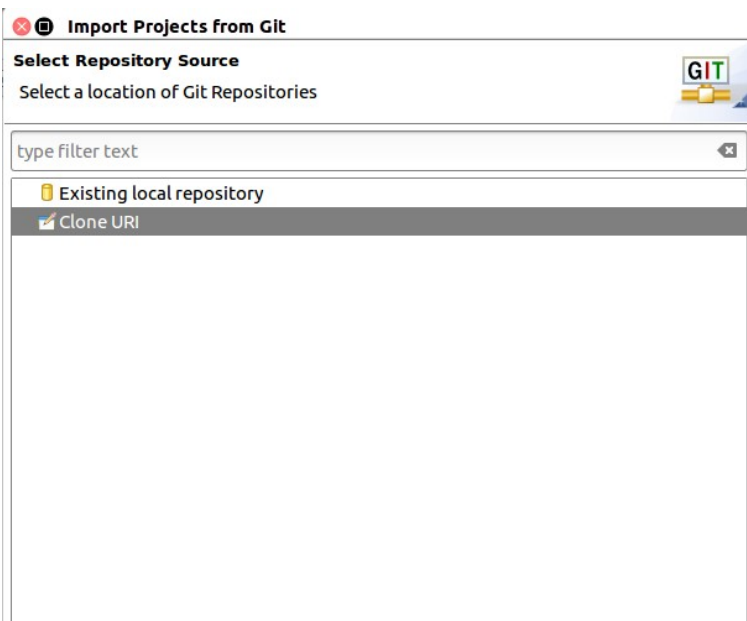 Import Projects from Git
Select Repository Source
Select a location of Git Repositories
GIT
type filter text
Existing local repository
Clone URI